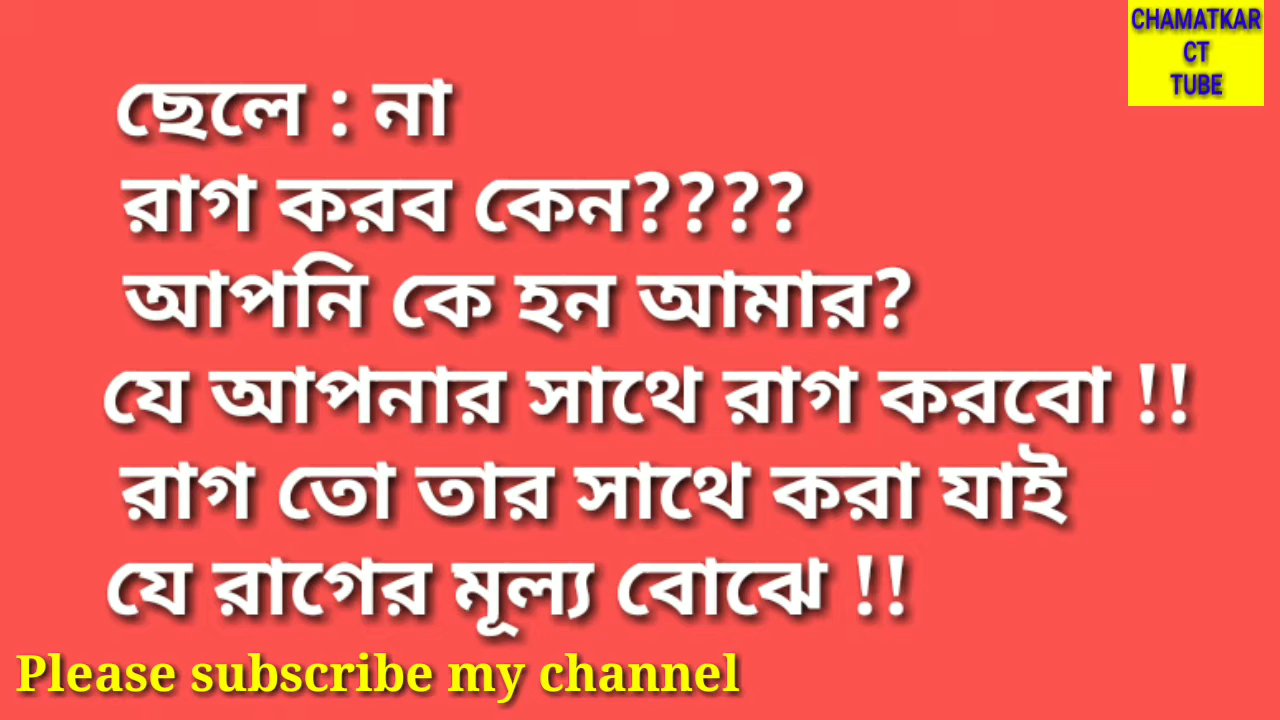 CHAMATKAR
CT
TUBE
ছেলে : না
রাগ করব কেন????
আপনি কে হন আমার?
যে আপনার সাথে রাগ করবো !!
রাগ তো তার সাথে করা যাই
যে রাগের মূল্য বোঝে !!
Please subscribe my channel